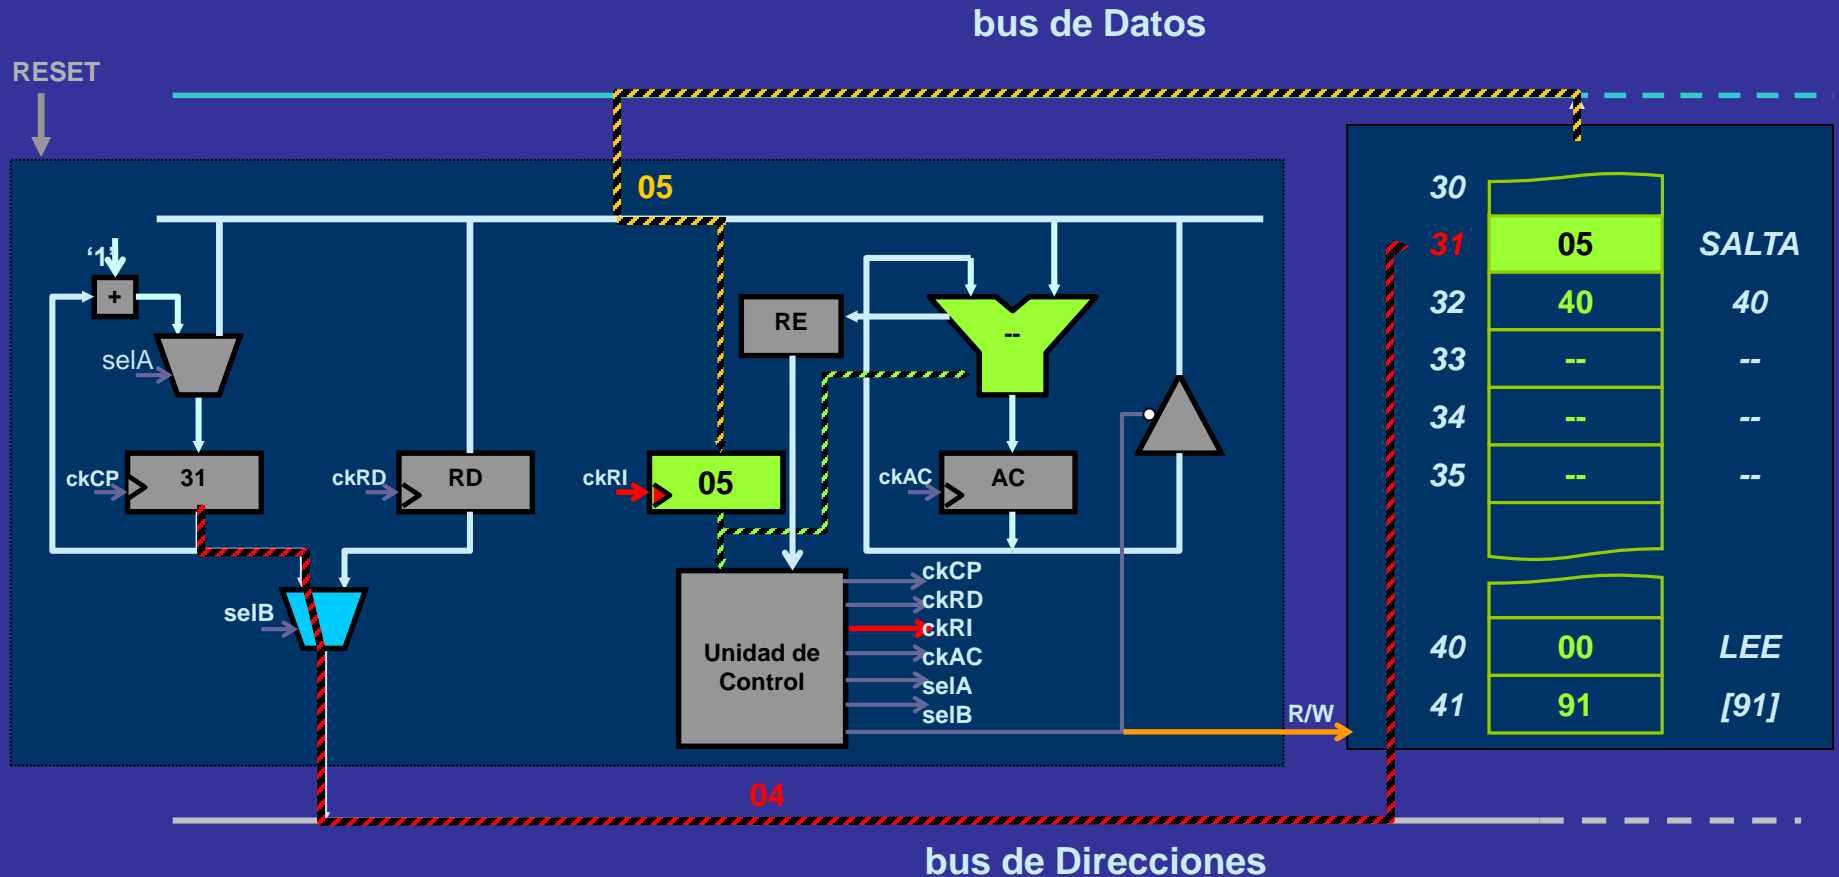 bus de Datos
RESET
05
‘1’
+
selA
ckCP
31
ckRD
RD
ckRI
05
RE
--
ckAC
AC
selB
Unidad de
Control
ckCP
ckRD
ckRI
ckAC
selA
selB
R/W
04
bus de Direcciones
30
31 05 SALTA
32 40 40
33 -- --
34 -- --
35 -- --
40 00 LEE
41 91 [91]